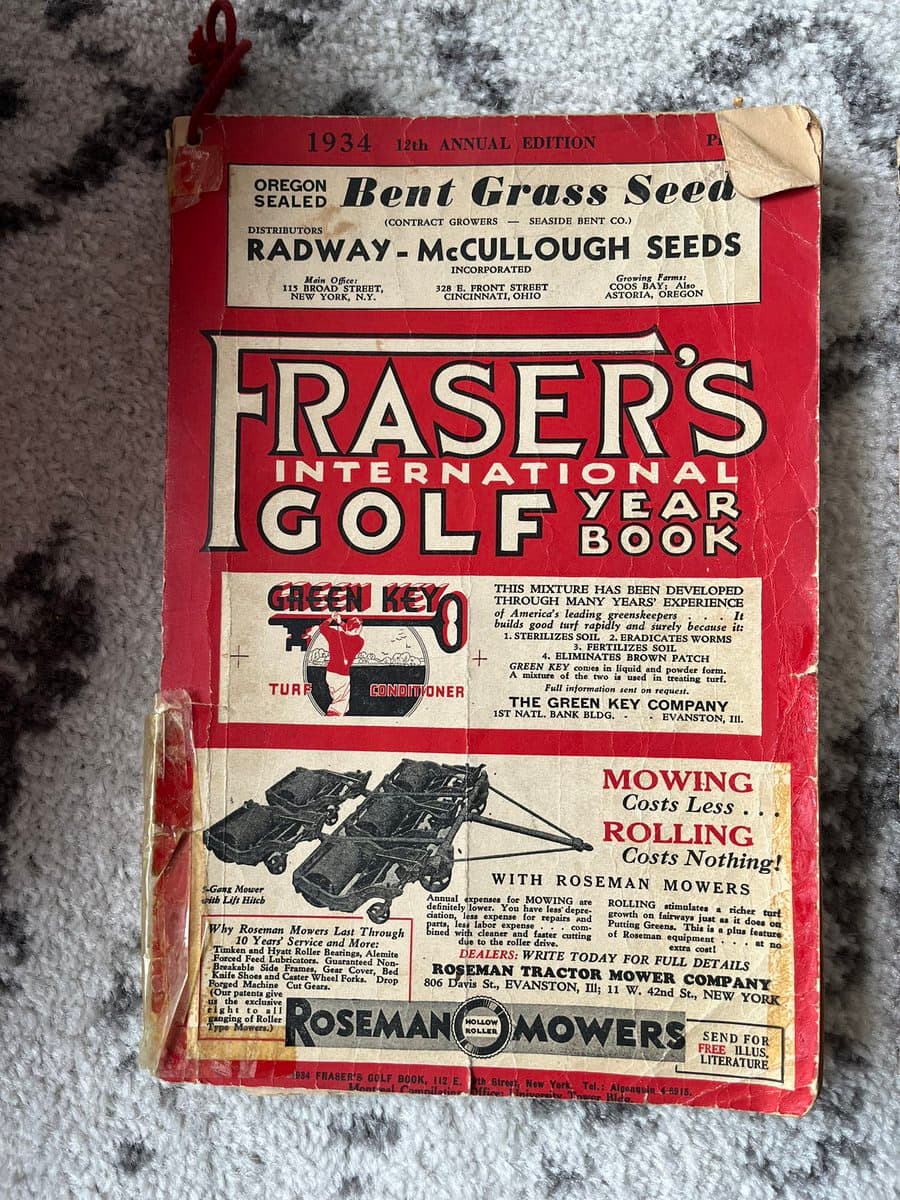 1934 12th ANNUAL EDITION
OREGON SEALED Bent Grass Seed
(CONTRACT GROWERS — SEASIDE BENT CO.)
DISTRIBUTORS
RADWAY - McCULLOUGH SEEDS
INCORPORATED
Main Office:
115 BROAD STREET,
NEW YORK, N.Y.
328 E. FRONT STREET
CINCINNATI, OHIO
Growing Farms:
COOS BAY; Also
ASTORIA, OREGON
FRASER'S
INTERNATIONAL
GOLF YEAR BOOK
GREEN KEY
TURF CONDITIONER
THIS MIXTURE HAS BEEN DEVELOPED
THROUGH MANY YEARS' EXPERIENCE
of America's leading greenskeepers . . . . It
builds good turf rapidly and surely because it:
1. STERILIZES SOIL 2. ERADICATES WORMS
3. FERTILIZES SOIL
4. ELIMINATES BROWN PATCH
GREEN KEY comes in liquid and powder form.
A mixture of the two is used in treating turf.
Full information sent on request.
THE GREEN KEY COMPANY
1ST NATL. BANK BLDG. - - EVANSTON, Ill.
MOWING
Costs Less . . .
ROLLING
Costs Nothing!
WITH ROSEMAN MOWERS
-Gang Mower
with Lift Hitch
Annual expenses for MOWING are
definitely lower. You have less depre-
ciation, less expense for repairs and
parts, less labor expense . . . . com-
bined with cleaner and faster cutting
due to the roller drive.
ROLLING stimulates a richer turf
growth on fairways just as it does on
Putting Greens. This is a plus feature
of Roseman equipment . . . . at no
extra cost!
Why Roseman Mowers Last Through
10 Years' Service and More:
Timken and Hyatt Roller Bearings, Alemite
Forced Feed Lubricators. Guaranteed Non-
Breakable Side Frames, Gear Cover, Bed
Knife Shoes and Caster Wheel Forks. Drop
Forged Machine Cut Gears.
(Our patents give
us the exclusive
right to all
ganging of Roller
Type Mowers.)
DEALERS: WRITE TODAY FOR FULL DETAILS
ROSEMAN TRACTOR MOWER COMPANY
806 Davis St., EVANSTON, Ill; 11 W. 42nd St., NEW YORK
ROSEMAN HOLLOW ROLLER MOWERS
SEND FOR
FREE ILLUS.
LITERATURE
1934 FRASER'S GOLF BOOK, 112 E. th Street, New York. Tel.: Algonquin 4-6915.
Montreal Compilation Office: University Tower Bldg.